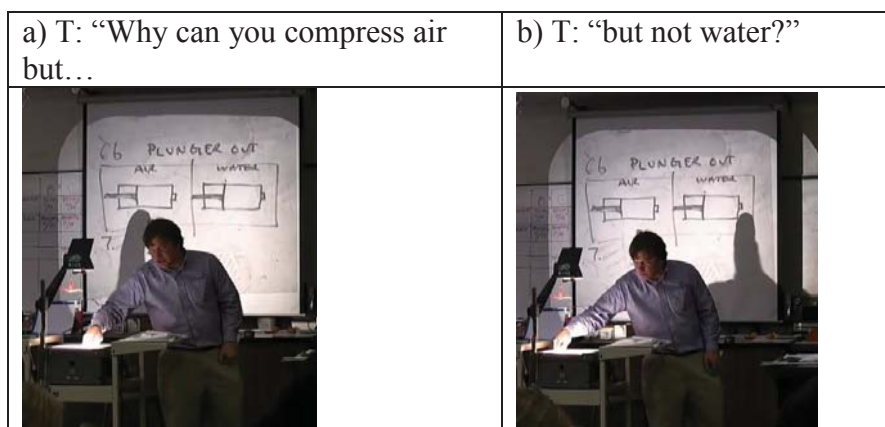 a) T: “Why can you compress air
but…
b) T: “but not water?”
C6 PLUNGER OUT
AIR WATER
7.
C6 PLUNGER OUT
AIR WATER
7.